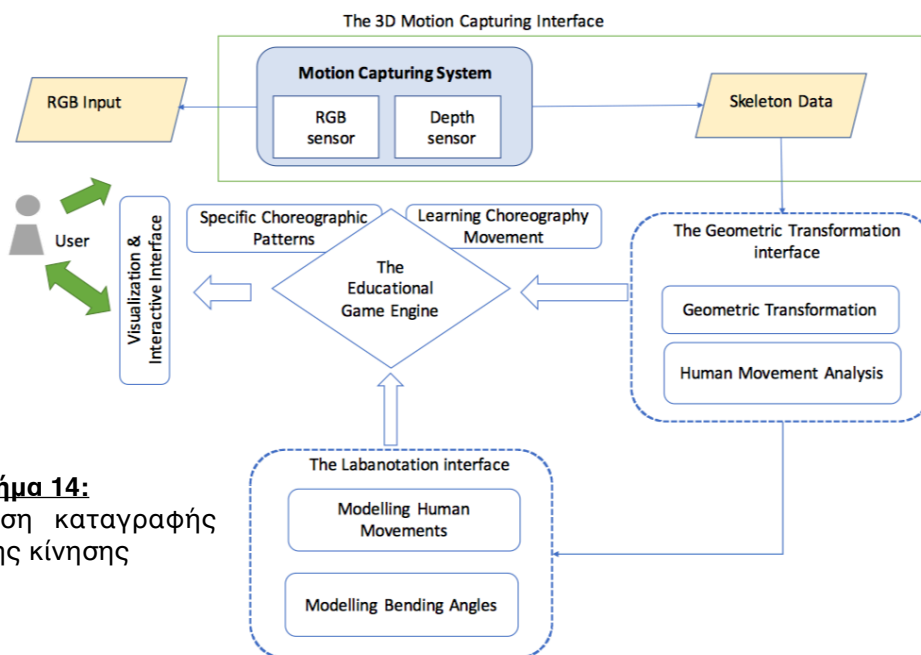 The 3D Motion Capturing Interface
Motion Capturing System
RGB Input
RGB
sensor
Depth
sensor
Skeleton Data
User
Visualization &
Interactive Interface
Specific Choreographic
Patterns
Learning Choreography
Movement
The
Educational
Game Engine
The Geometric Transformation
interface
Geometric Transformation
Human Movement Analysis
The Labanotation interface
Modelling Human
Movements
Modelling Bending Angles
ήμα 14:
ση καταγραφής
ης κίνησης